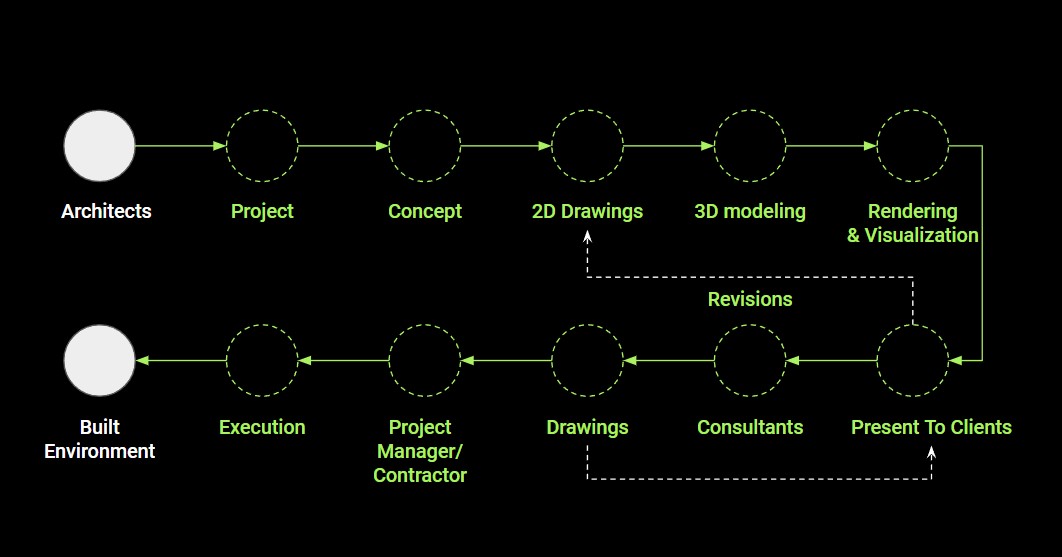 Architects
Project
Concept
2D Drawings
3D modeling
Rendering
& Visualization
Revisions
Built
Environment
Execution
Project
Manager/
Contractor
Drawings
Consultants
Present To Clients